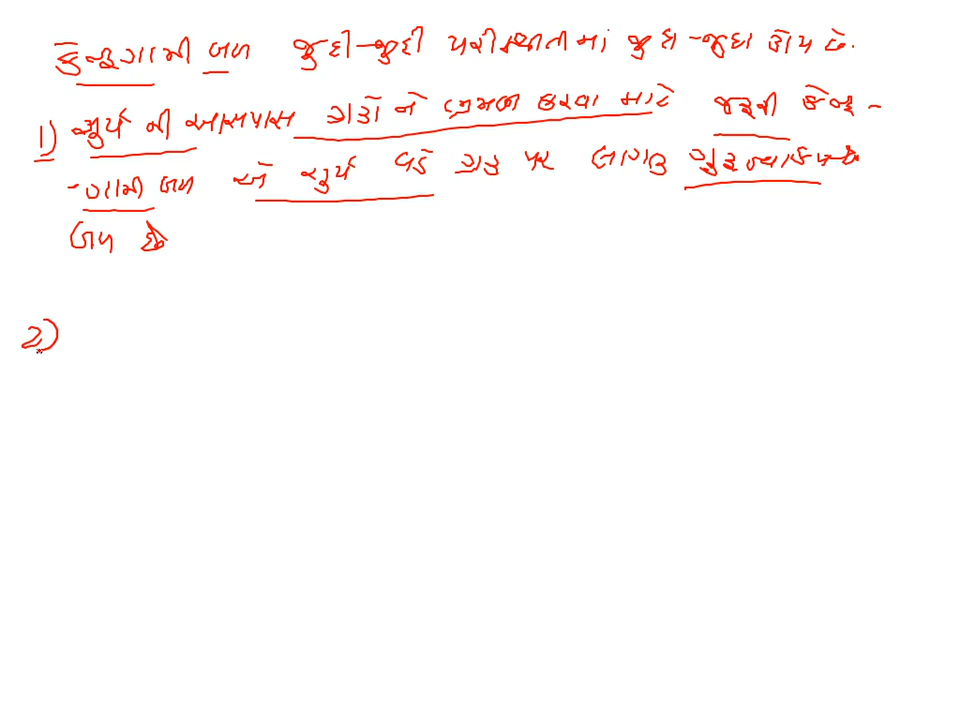 કેન્દ્રગામી બળ જુદી-જુદી પરીસ્થીતીમાં જુદા-જુદા હોય છે.
1) સુર્ય ની આસપાસ ગ્રહોને ભ્રમણ કરવા માટે જરૂરી કેન્દ્ર-
-ગામી બળ એ સુર્ય વડે ગ્રહ પર લાગતુ ગુરૂત્વાકર્ષણ
બળ છે
2)